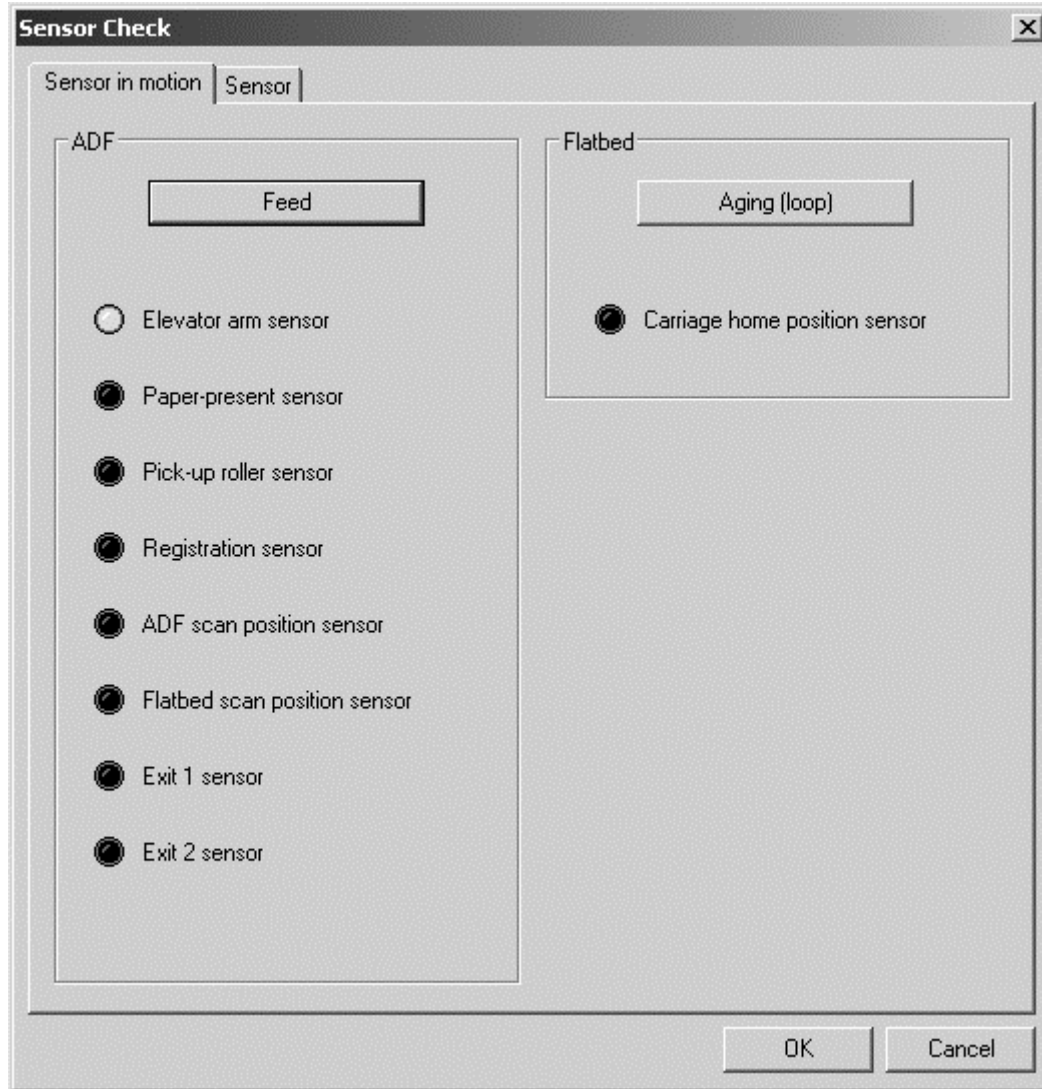 Sensor Check
Sensor in motion
Sensor
ADF
Feed
Elevator arm sensor
Paper-present sensor
Pick-up roller sensor
Registration sensor
ADF scan position sensor
Flatbed scan position sensor
Exit 1 sensor
Exit 2 sensor
Flatbed
Aging (loop)
Carriage home position sensor
OK
Cancel